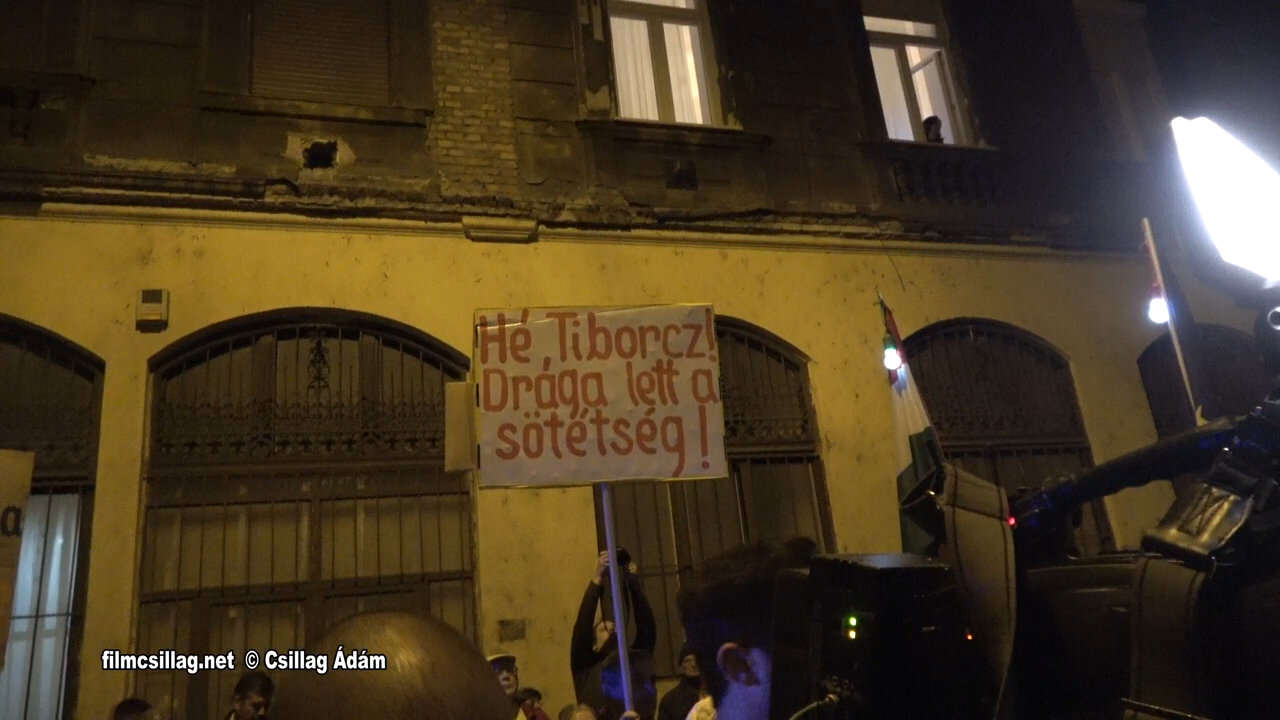 Hé Tiborcz!
Drága lett a
sötétség!
a
filmcsillag.net © Csillag Ádám